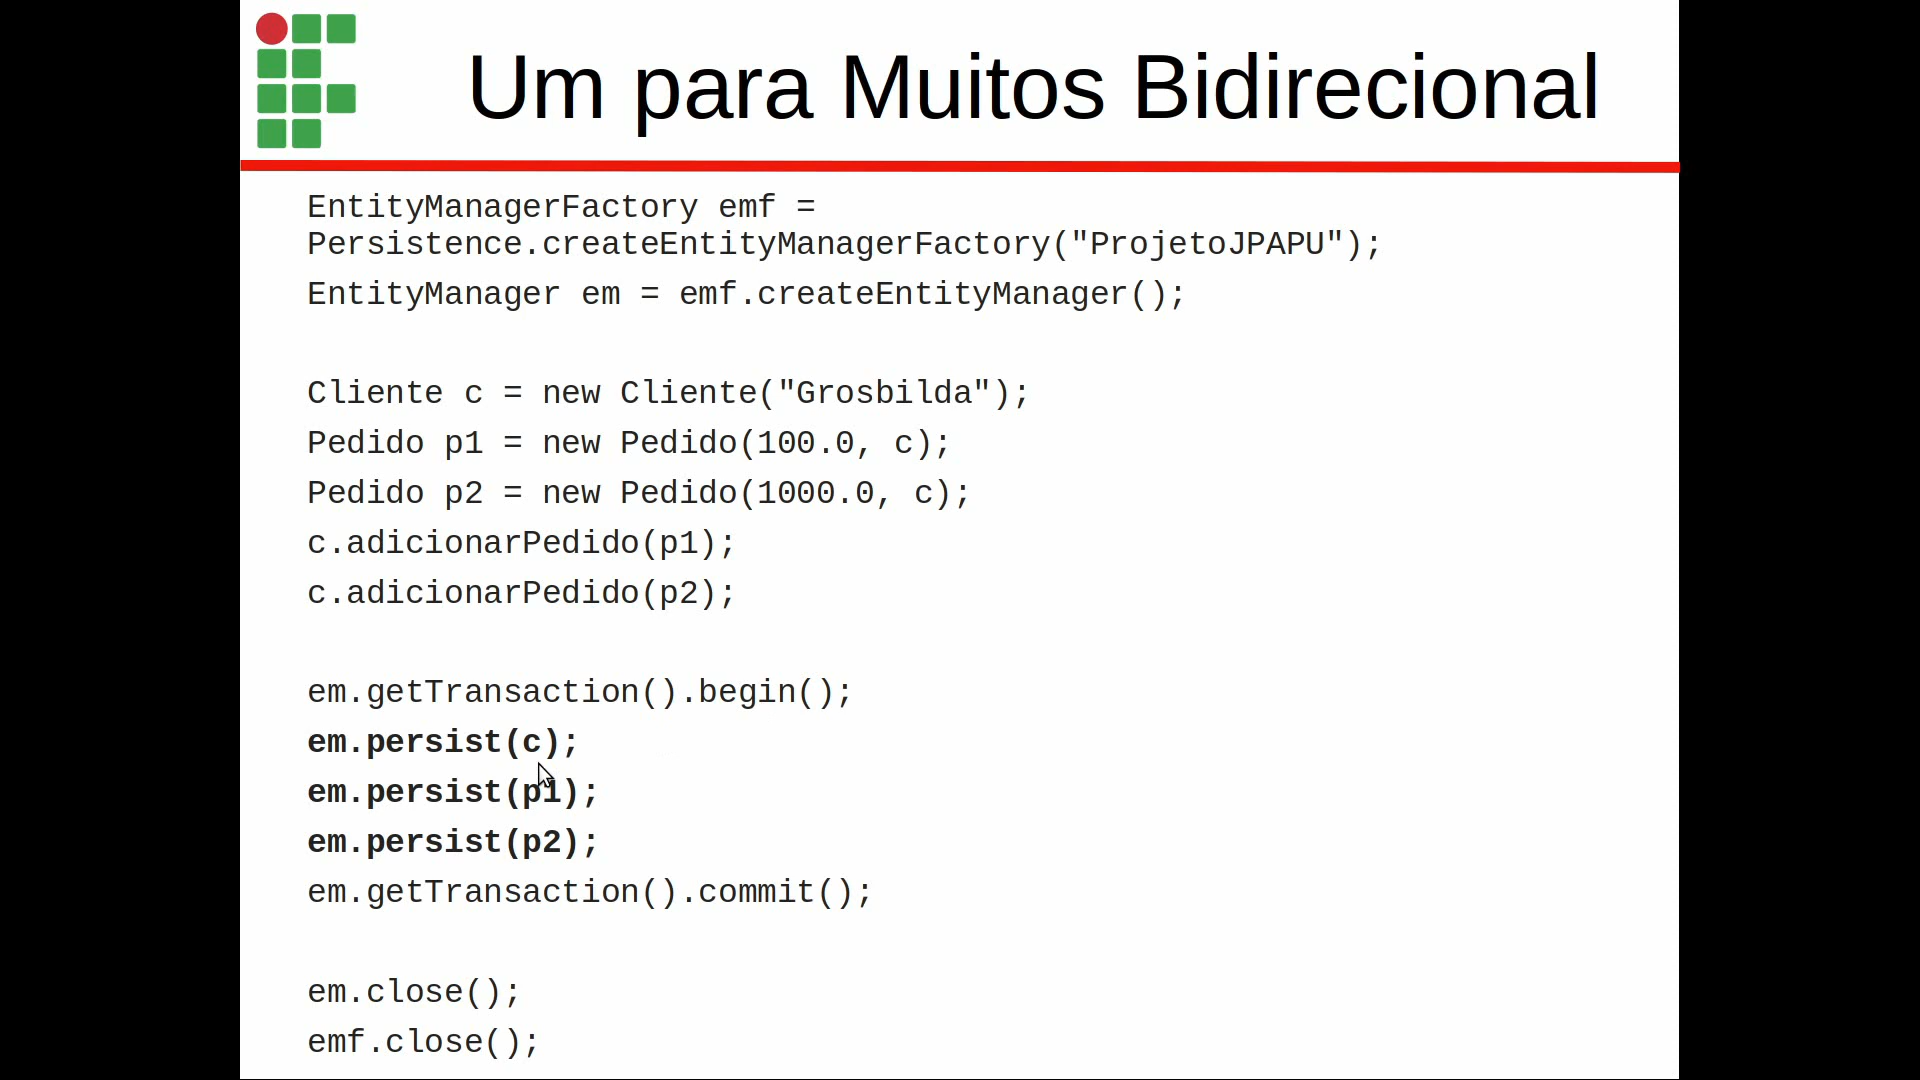 Um para Muitos Bidirecional
EntityManagerFactory emf =
Persistence.createEntityManagerFactory("ProjetoJPAPU");
EntityManager em = emf.createEntityManager();
Cliente c = new Cliente("Grosbilda");
Pedido p1 = new Pedido(100.0, c);
Pedido p2 = new Pedido(1000.0, c);
c.adicionarPedido(p1);
c.adicionarPedido(p2);
em.getTransaction().begin();
em.persist(c);
em.persist(p1);
em.persist(p2);
em.getTransaction().commit();
em.close();
emf.close();